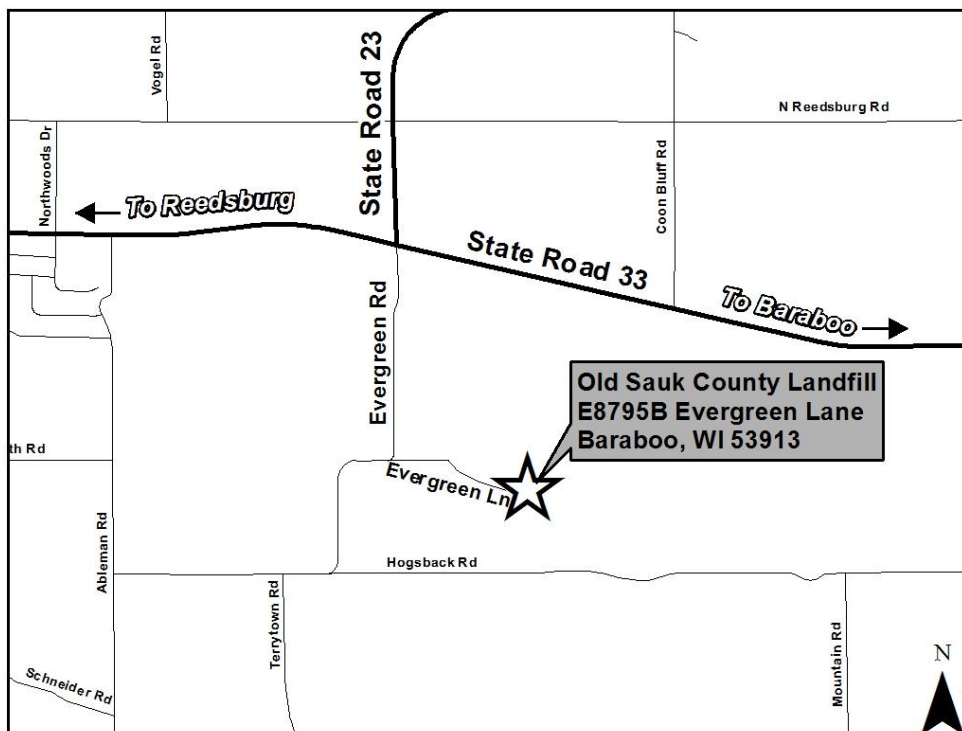 Vogel Rd
State Road 23
N Reedsburg Rd
Northwoods Dr
Coon Bluff Rd
To Reedsburg
State Road 33
To Baraboo
Evergreen Rd
Old Sauk County Landfill
E8795B Evergreen Lane
Baraboo, WI 53913
th Rd
Evergreen Ln
Ableman Rd
Hogsback Rd
Terrytown Rd
Mountain Rd
Schneider Rd
N